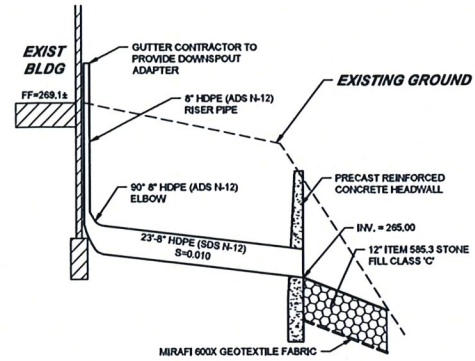 EXIST
BLDG
FF=269.1±
GUTTER CONTRACTOR TO
PROVIDE DOWNSPOUT
ADAPTER
8" HDPE (ADS N-12)
RISER PIPE
EXISTING GROUND
90° 8" HDPE (ADS N-12)
ELBOW
PRECAST REINFORCED
CONCRETE HEADWALL
INV. = 265.00
12" ITEM 585.3 STONE
FILL CLASS 'C'
23'-8" HDPE (SDS N-12)
S=0.010
MIRAFI 600X GEOTEXTILE FABRIC